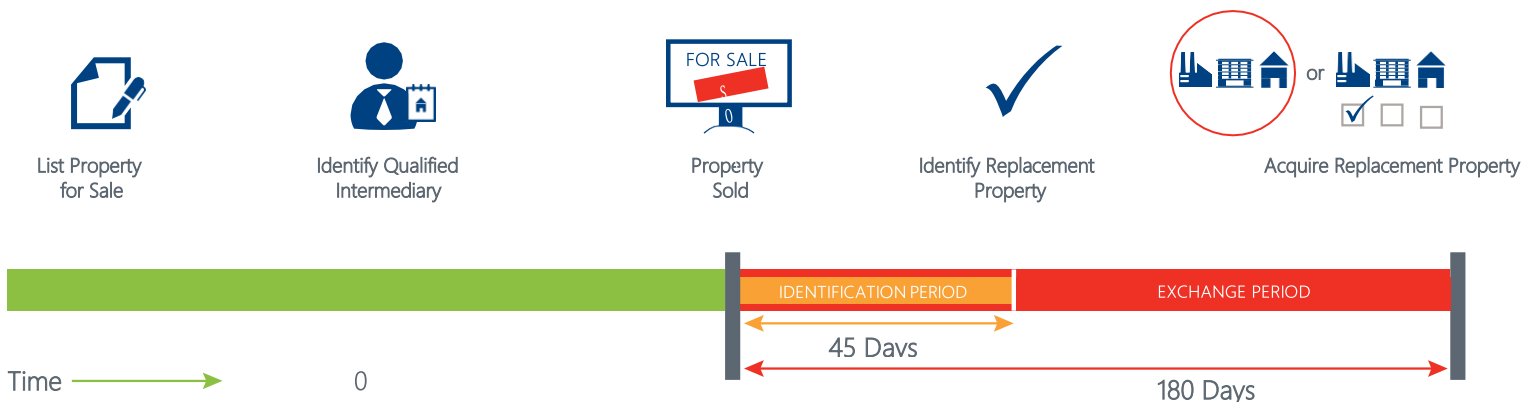 FOR SALE
$
0
or
List Property
for Sale
Identify Qualified
Intermediary
Property
Sold
Identify Replacement
Property
Acquire Replacement Property
IDENTIFICATION PERIOD
EXCHANGE PERIOD
45 Days
Time
0
180 Days